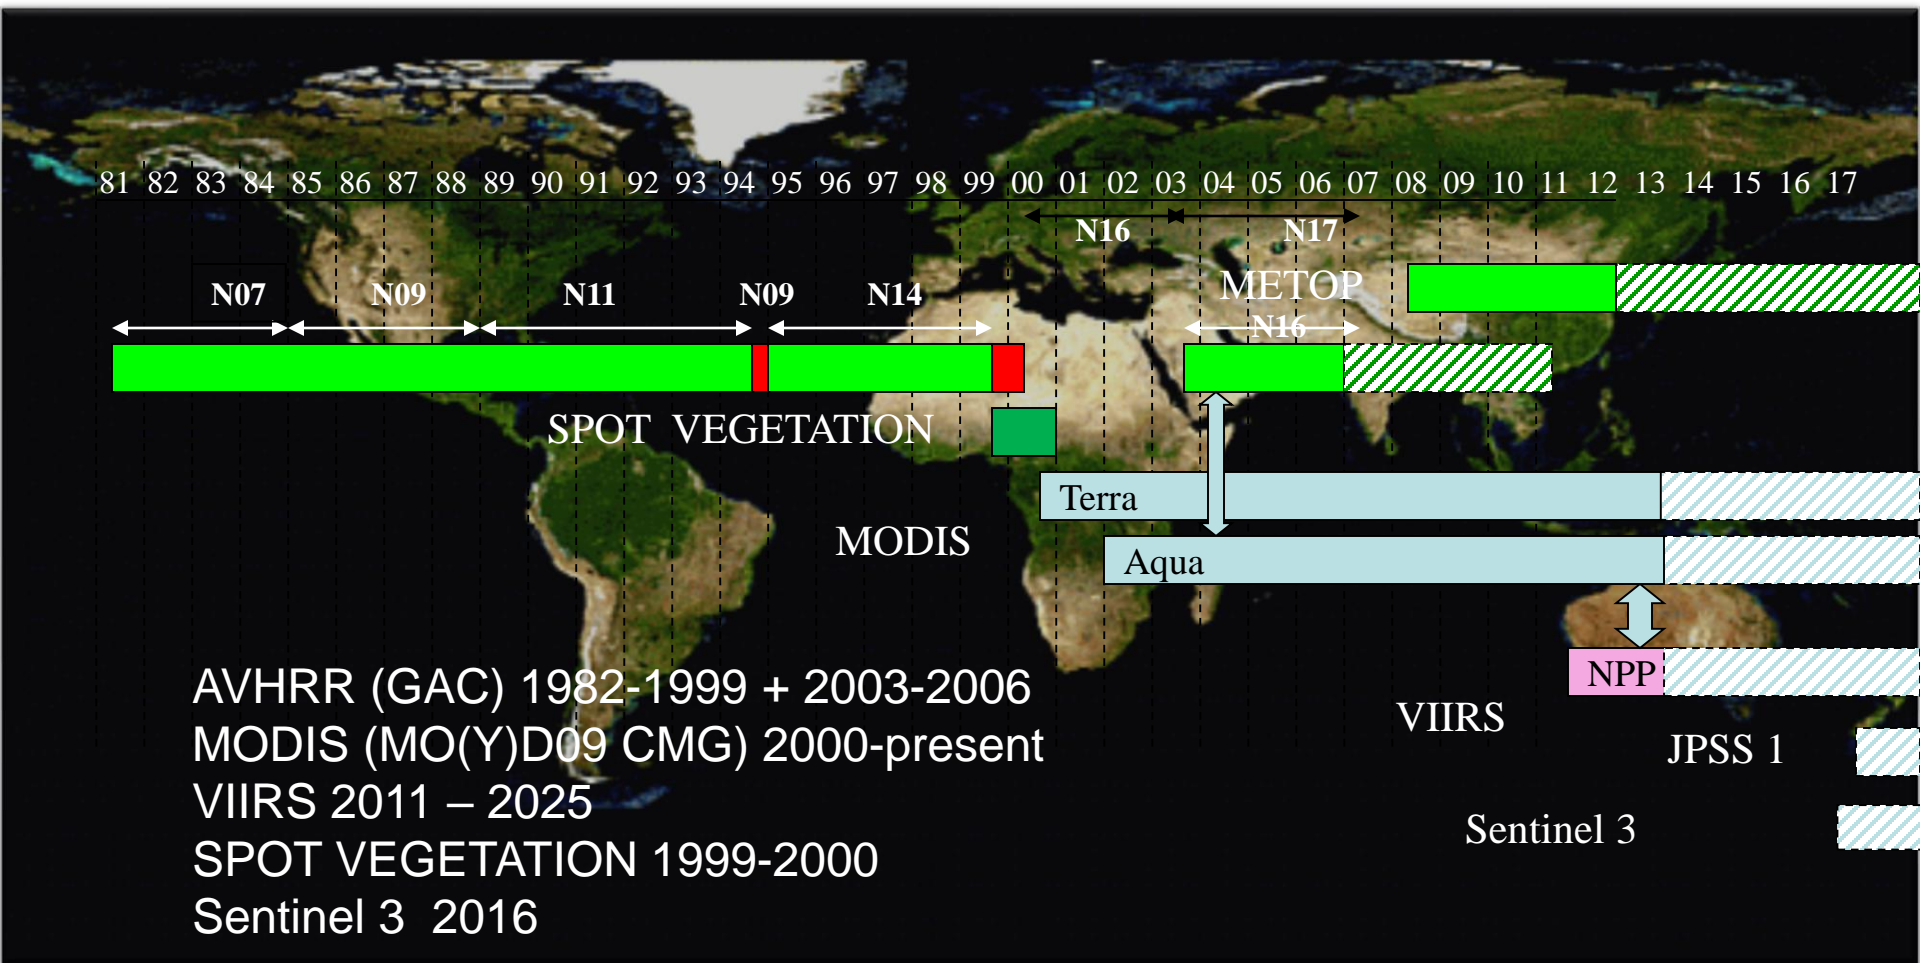 81 82 83 84 85 86 87 88 89 90 91 92 93 94 95 96 97 98 99 00 01 02 03 04 05 06 07 08 09 10 11 12 13 14 15 16 17
N16 N17
METOP
N07 N09 N11 N09 N14
N16
SPOT VEGETATION
Terra
MODIS
Aqua
NPP
VIIRS
JPSS 1
Sentinel 3
AVHRR (GAC) 1982-1999 + 2003-2006
MODIS (MO(Y)D09 CMG) 2000-present
VIIRS 2011 – 2025
SPOT VEGETATION 1999-2000
Sentinel 3 2016